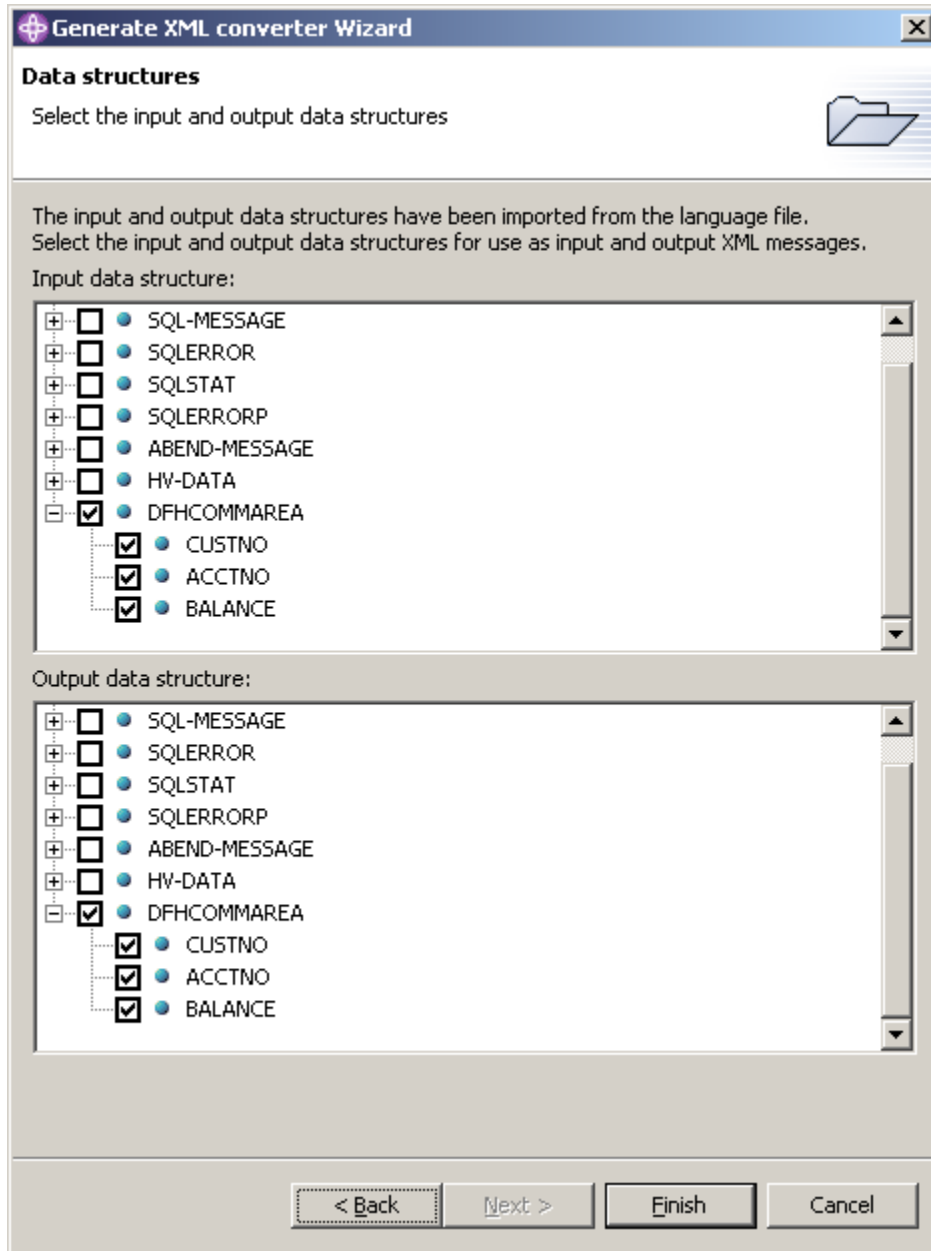 Generate XML converter Wizard
Data structures
Select the input and output data structures
The input and output data structures have been imported from the language file.
Select the input and output data structures for use as input and output XML messages.
Input data structure:
SQL-MESSAGE
SQLERROR
SQLSTAT
SQLERRORP
ABEND-MESSAGE
HV-DATA
DFHCOMMAREA
CUSTNO
ACCTNO
BALANCE
Output data structure:
SQL-MESSAGE
SQLERROR
SQLSTAT
SQLERRORP
ABEND-MESSAGE
HV-DATA
DFHCOMMAREA
CUSTNO
ACCTNO
BALANCE
< Back Next > Finish Cancel